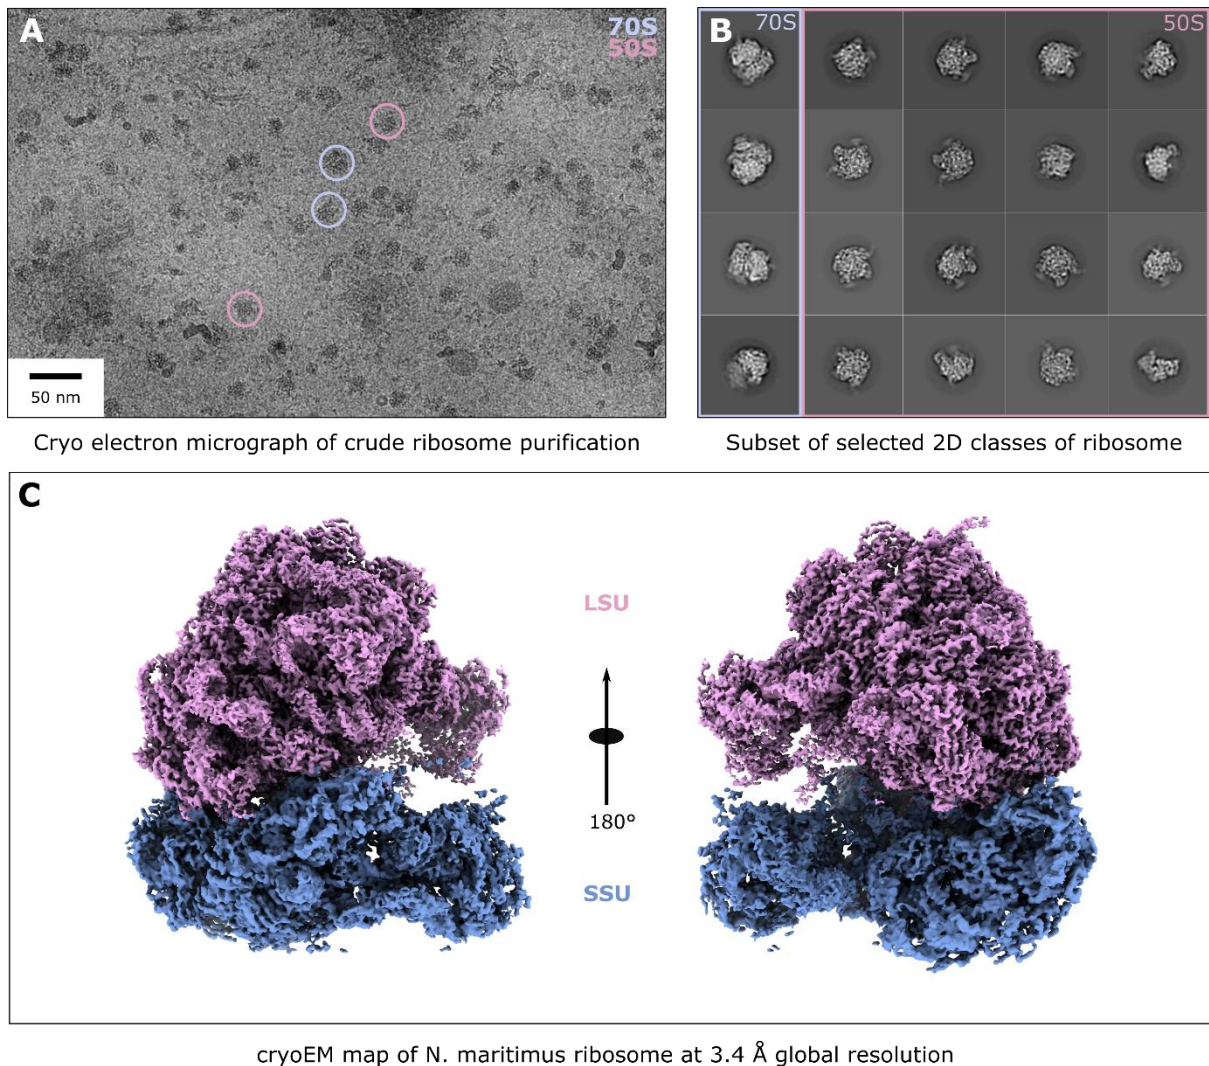 A
70S
50S
50 nm
Cryo electron micrograph of crude ribosome purification
B
70S
50S
Subset of selected 2D classes of ribosome
C
LSU
180°
SSU
cryoEM map of N. maritimus ribosome at 3.4 Å global resolution